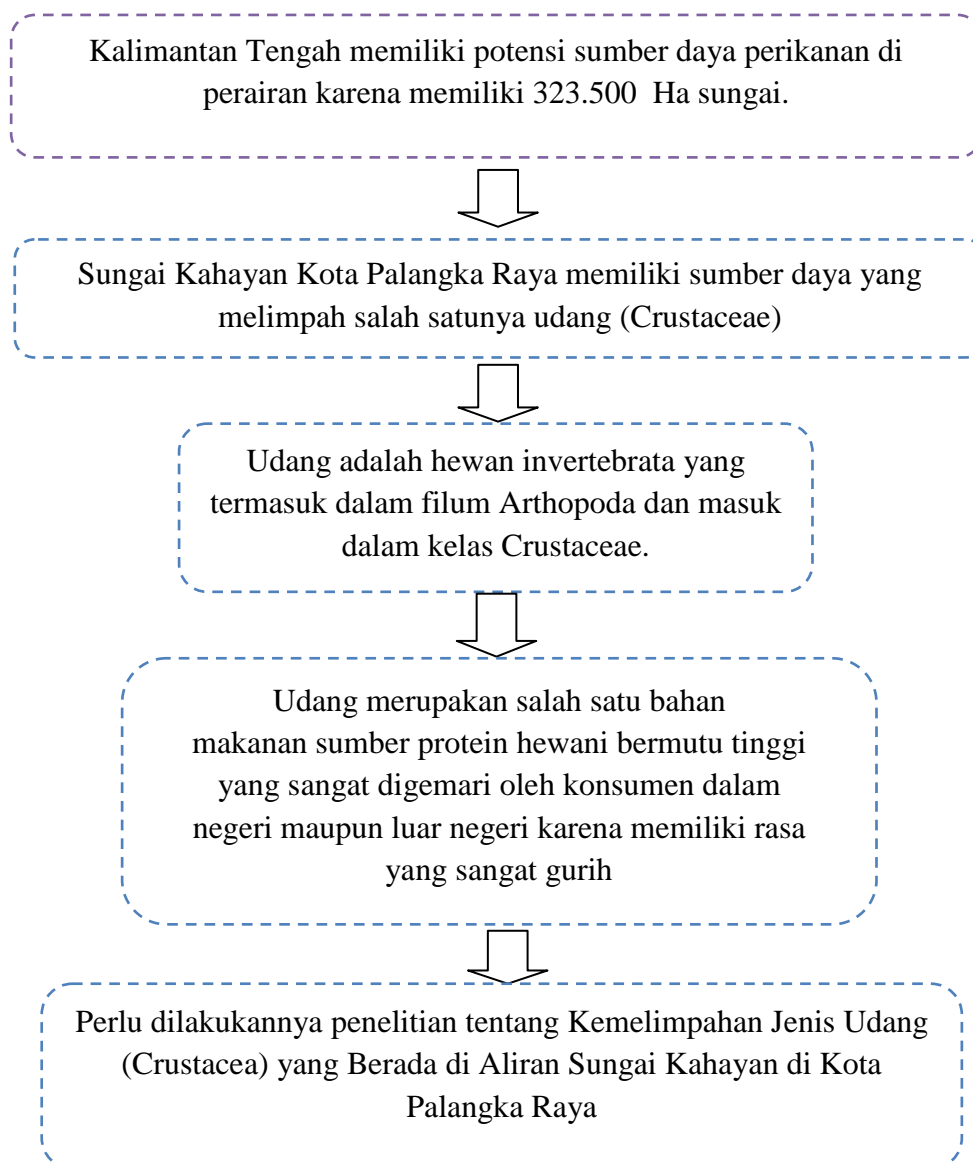 Kalimantan Tengah memiliki potensi sumber daya perikanan di
perairan karena memiliki 323.500 Ha sungai.
Sungai Kahayan Kota Palangka Raya memiliki sumber daya yang
melimpah salah satunya udang (Crustaceae)
Udang adalah hewan invertebrata yang
termasuk dalam filum Arthopoda dan masuk
dalam kelas Crustaceae.
Udang merupakan salah satu bahan
makanan sumber protein hewani bermutu tinggi
yang sangat digemari oleh konsumen dalam
negeri maupun luar negeri karena memiliki rasa
yang sangat gurih
Perlu dilakukannya penelitian tentang Kemelimpahan Jenis Udang
(Crustacea) yang Berada di Aliran Sungai Kahayan di Kota
Palangka Raya